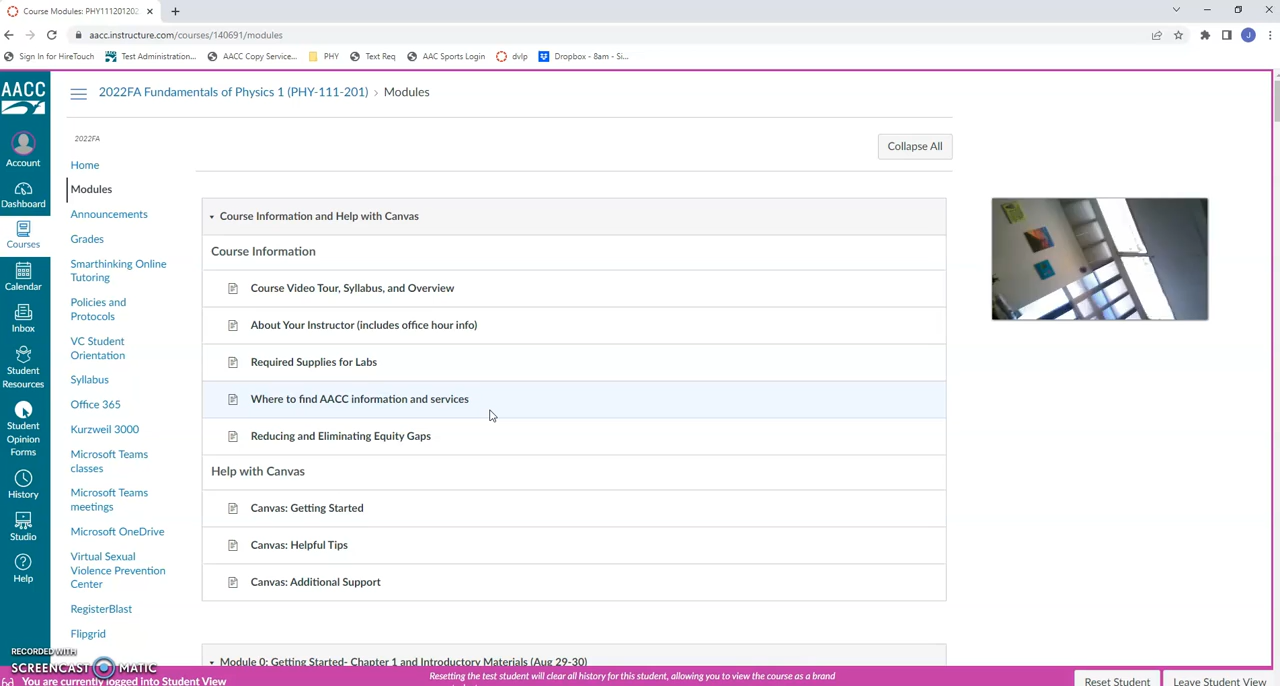 Course Modules: PHY111201202
aacc.instructure.com/courses/140691/modules
J
Sign In for HireTouch
Test Administration...
AACC Copy Service...
PHY
Text Req
AAC Sports Login
dvlp
Dropbox - 8am - Si...
AACC
Account
Dashboard
Courses
Calendar
Inbox
Student
Resources
Student
Opinion
Forms
History
Studio
Help
2022FA Fundamentals of Physics 1 (PHY-111-201) › Modules
2022FA
Home
Modules
Announcements
Grades
Smarthinking Online
Tutoring
Policies and
Protocols
VC Student
Orientation
Syllabus
Office 365
Kurzweil 3000
Microsoft Teams
classes
Microsoft Teams
meetings
Microsoft OneDrive
Virtual Sexual
Violence Prevention
Center
RegisterBlast
Flipgrid
Collapse All
Course Information and Help with Canvas
Course Information
Course Video Tour, Syllabus, and Overview
About Your Instructor (includes office hour info)
Required Supplies for Labs
Where to find AACC information and services
Reducing and Eliminating Equity Gaps
Help with Canvas
Canvas: Getting Started
Canvas: Helpful Tips
Canvas: Additional Support
Module 0: Getting Started- Chapter 1 and Introductory Materials (Aug 29-30)
RECORDED WITH
SCREENCAST MATIC
You are currently logged into Student View
Resetting the test student will clear all history for this student, allowing you to view the course as a brand
Reset Student
Leave Student View